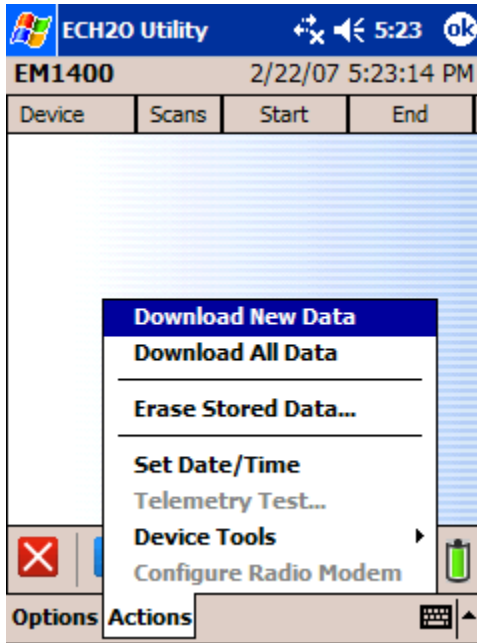 ECH2O Utility 5:23 ok
EM1400 2/22/07 5:23:14 PM
Device Scans Start End
Download New Data
Download All Data
Erase Stored Data...
Set Date/Time
Telemetry Test...
Device Tools
Configure Radio Modem
Options Actions